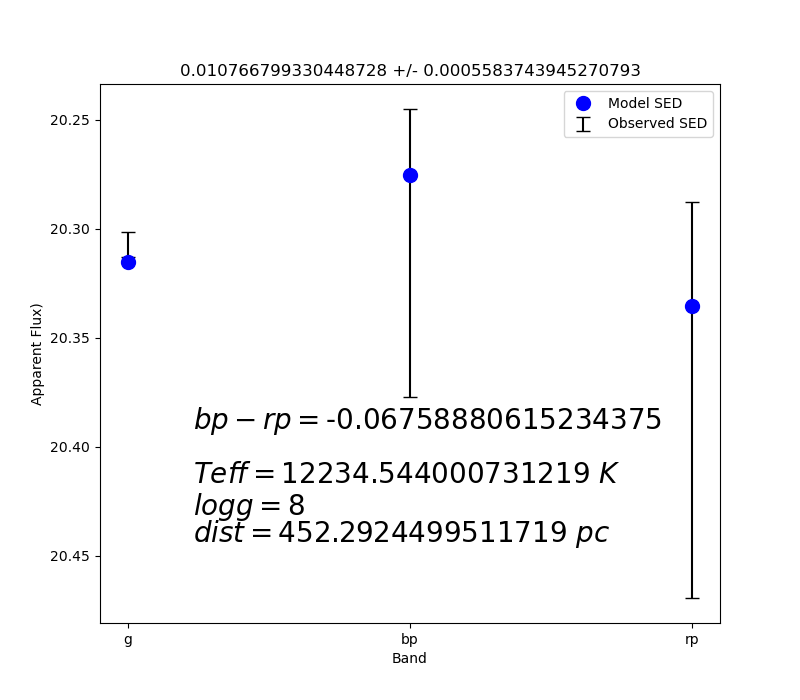 0.010766799330448728 +/- 0.0005583743945270793
Model SED
Observed SED
20.25
20.30
20.35
20.40
20.45
Apparent Flux)
bp − rp = -0.06758880615234375
Teff = 12234.544000731219 K
logg = 8
dist = 452.2924499511719 pc
g bp rp
Band